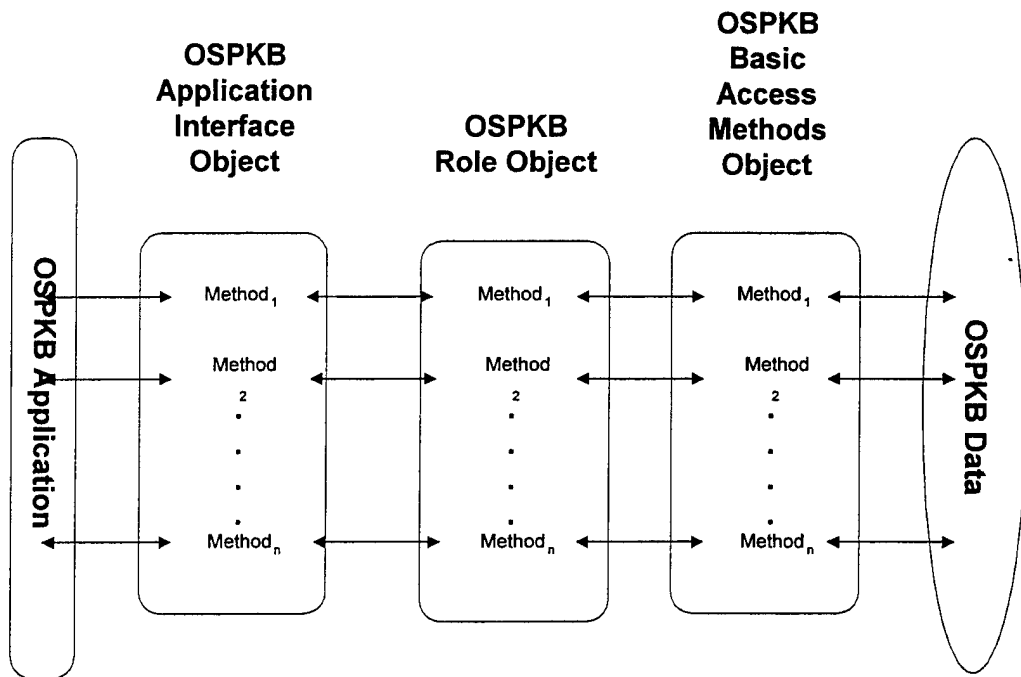 OSPKB
Application
Interface
Object
OSPKB
Role Object
OSPKB
Basic
Access
Methods
Object
OSPKB Application
Method1
Method
2
Methodn
Method1
Method
2
Methodn
Method1
Method
2
Methodn
OSPKB Data